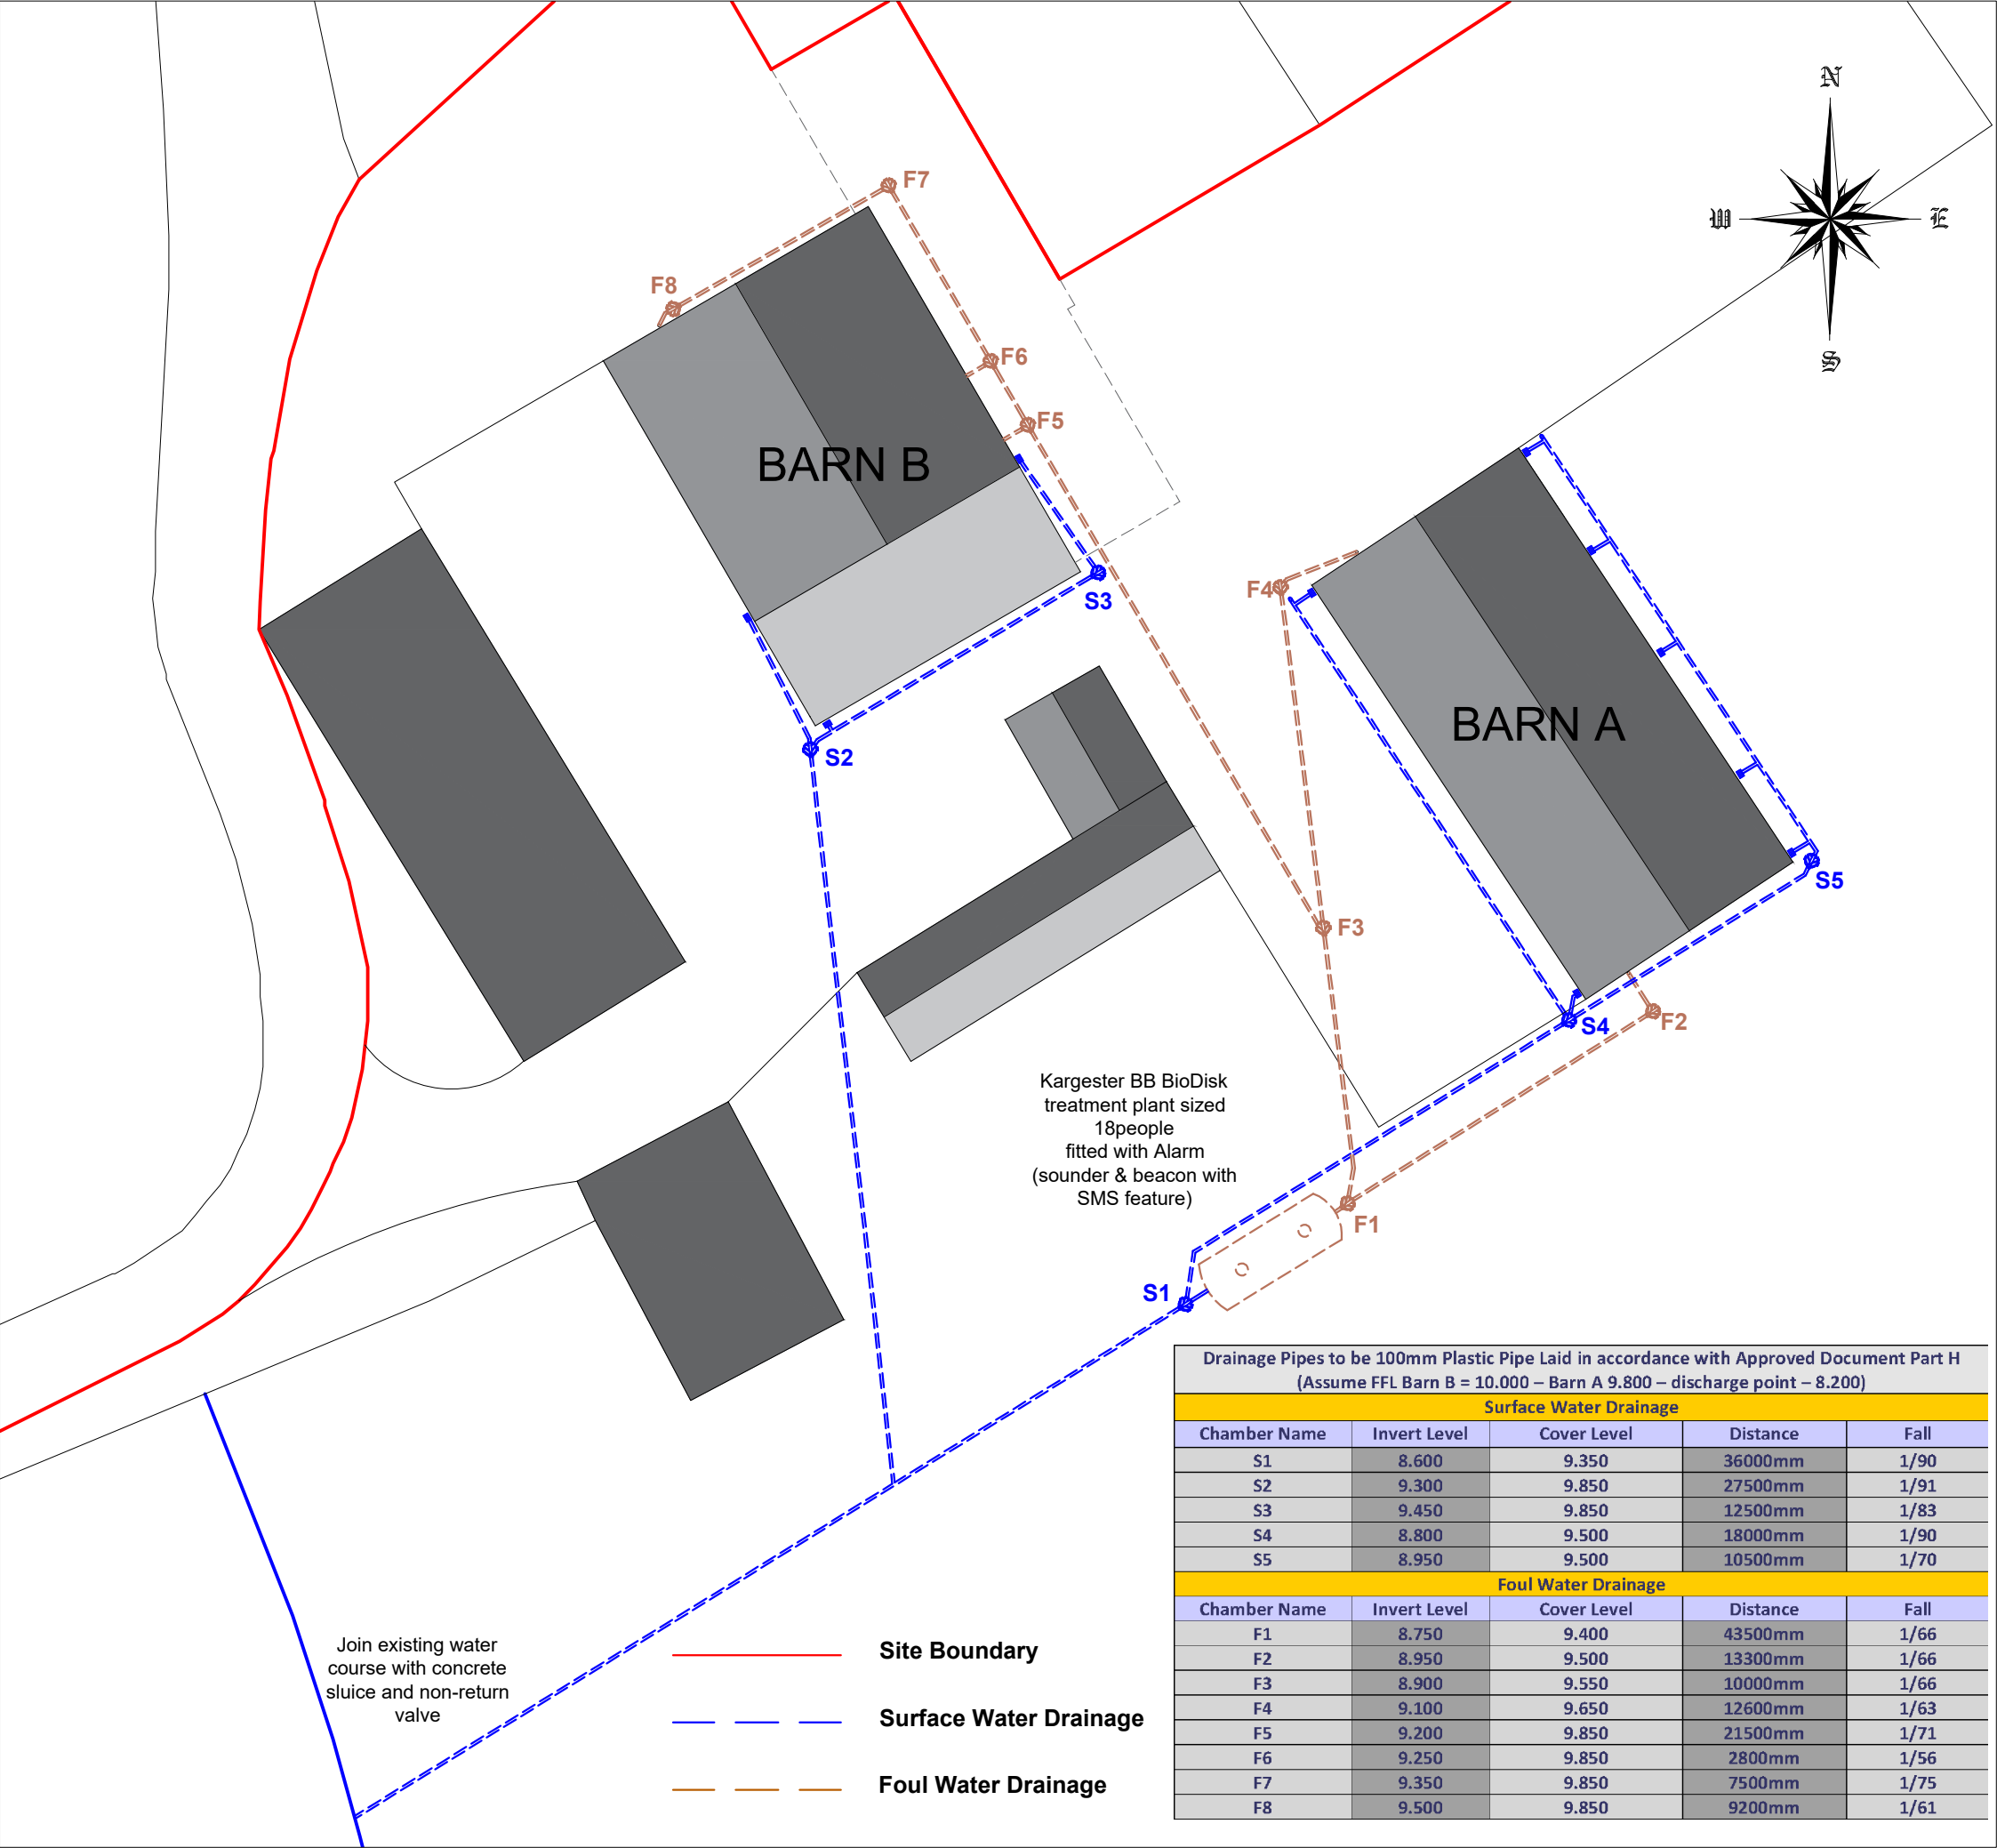 N
W
E
S
F7
F8
F6
F5
BARN B
F4
S3
BARN A
S2
S5
F3
S4
F2
Kargester BB BioDisk
treatment plant sized
18people
fitted with Alarm
(sounder & beacon with
SMS feature)
F1
S1
Drainage Pipes to be 100mm Plastic Pipe Laid in accordance with Approved Document Part H
(Assume FFL Barn B = 10.000 – Barn A 9.800 – discharge point – 8.200)
Surface Water Drainage
Chamber Name Invert Level Cover Level Distance Fall
S1 8.600 9.350 36000mm 1/90
S2 9.300 9.850 27500mm 1/91
S3 9.450 9.850 12500mm 1/83
S4 8.800 9.500 18000mm 1/90
S5 8.950 9.500 10500mm 1/70
Foul Water Drainage
Chamber Name Invert Level Cover Level Distance Fall
F1 8.750 9.400 43500mm 1/66
F2 8.950 9.500 13300mm 1/66
F3 8.900 9.550 10000mm 1/66
F4 9.100 9.650 12600mm 1/63
F5 9.200 9.850 21500mm 1/71
F6 9.250 9.850 2800mm 1/56
F7 9.350 9.850 7500mm 1/75
F8 9.500 9.850 9200mm 1/61
Join existing water
course with concrete
sluice and non-return
valve
Site Boundary
Surface Water Drainage
Foul Water Drainage